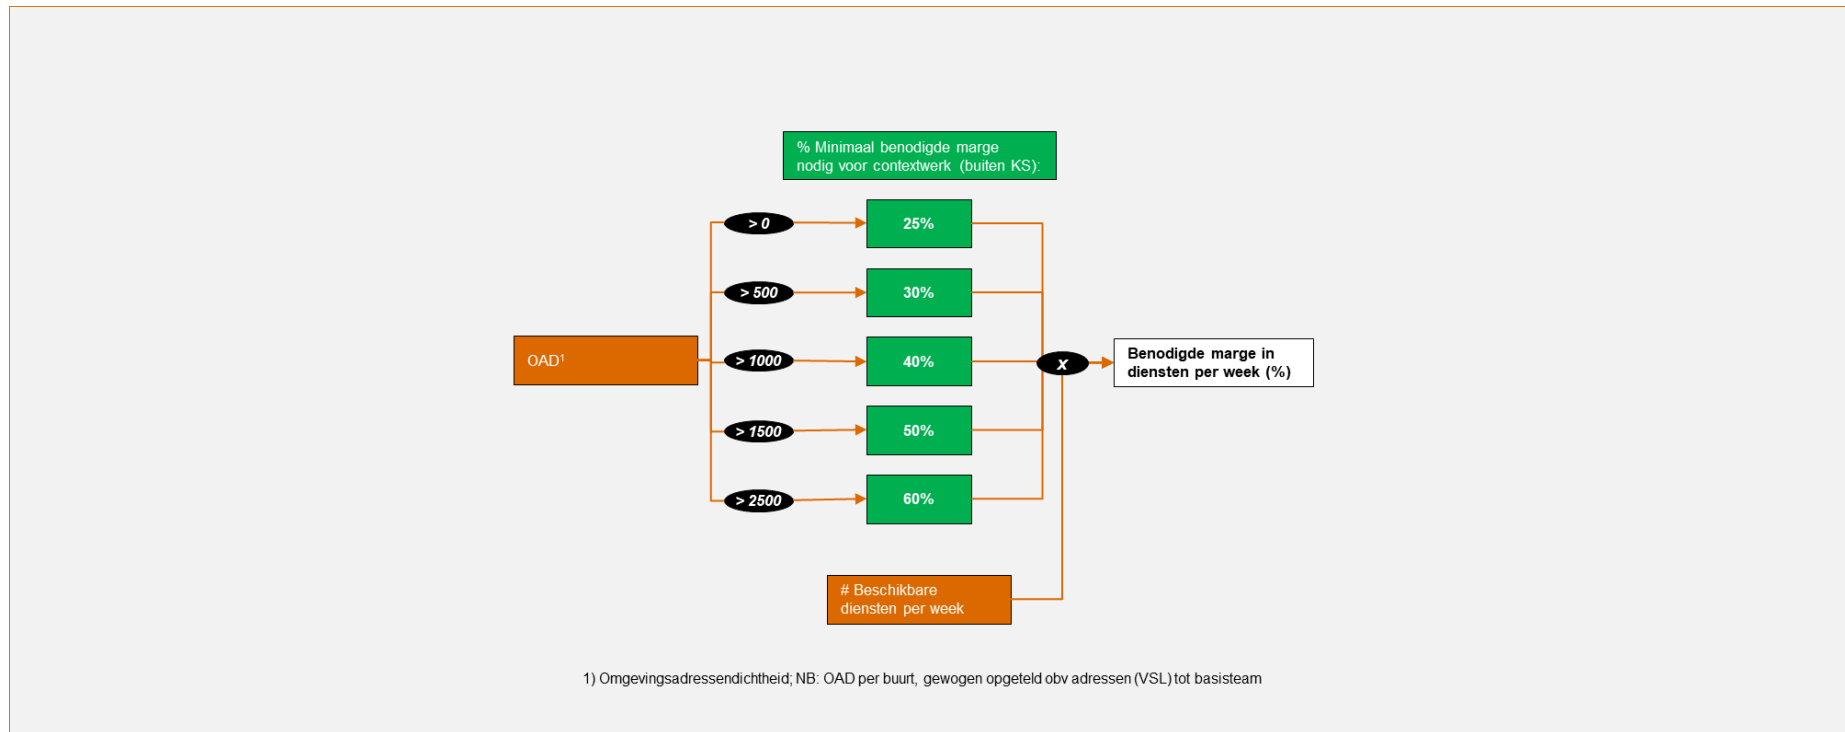 % Minimaal benodigde marge
nodig voor contextwerk (buiten KS):
> 0
25%
> 500
30%
OAD¹
> 1000
40%
x
Benodigde marge in
diensten per week (%)
> 1500
50%
> 2500
60%
# Beschikbare
diensten per week
1) Omgevingsadressendichtheid; NB: OAD per buurt, gewogen opgeteld obv adressen (VSL) tot basisteam